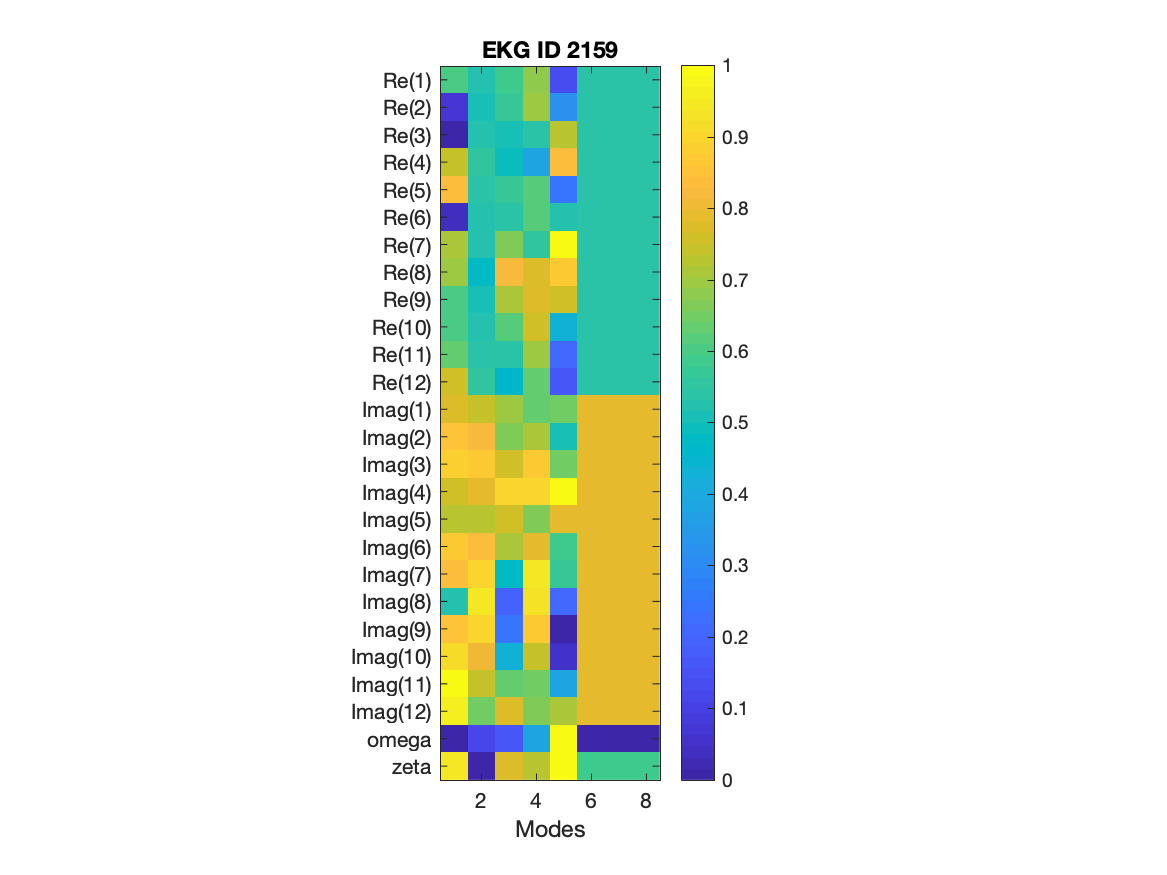 EKG ID 2159
Re(1)
Re(2)
Re(3)
Re(4)
Re(5)
Re(6)
Re(7)
Re(8)
Re(9)
Re(10)
Re(11)
Re(12)
Imag(1)
Imag(2)
Imag(3)
Imag(4)
Imag(5)
Imag(6)
Imag(7)
Imag(8)
Imag(9)
Imag(10)
Imag(11)
Imag(12)
omega
zeta
2 4 6 8
Modes
1
0.9
0.8
0.7
0.6
0.5
0.4
0.3
0.2
0.1
0